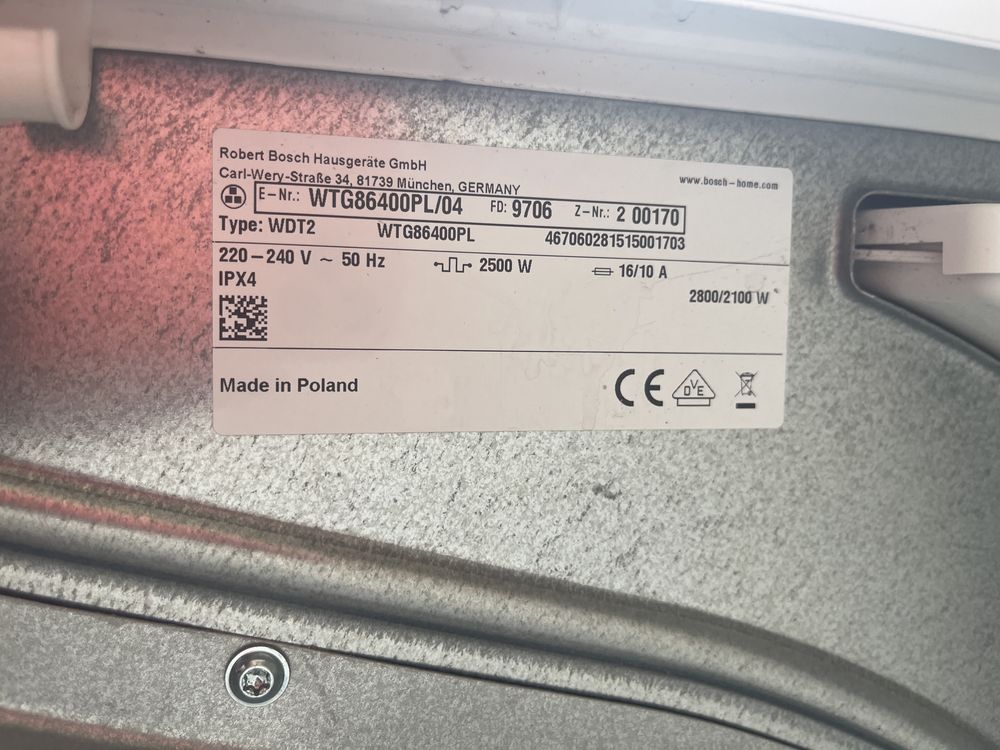 Robert Bosch Hausgeräte GmbH
Carl-Wery-Straße 34, 81739 München, GERMANY
www.bosch-home.com
E-Nr.: WTG86400PL/04 FD: 9706 Z-Nr.: 2 00170
Type: WDT2 WTG86400PL 467060281515001703
220-240 V ~ 50 Hz 2500 W 16/10 A
IPX4
2800/2100 W
Made in Poland
CE DVE